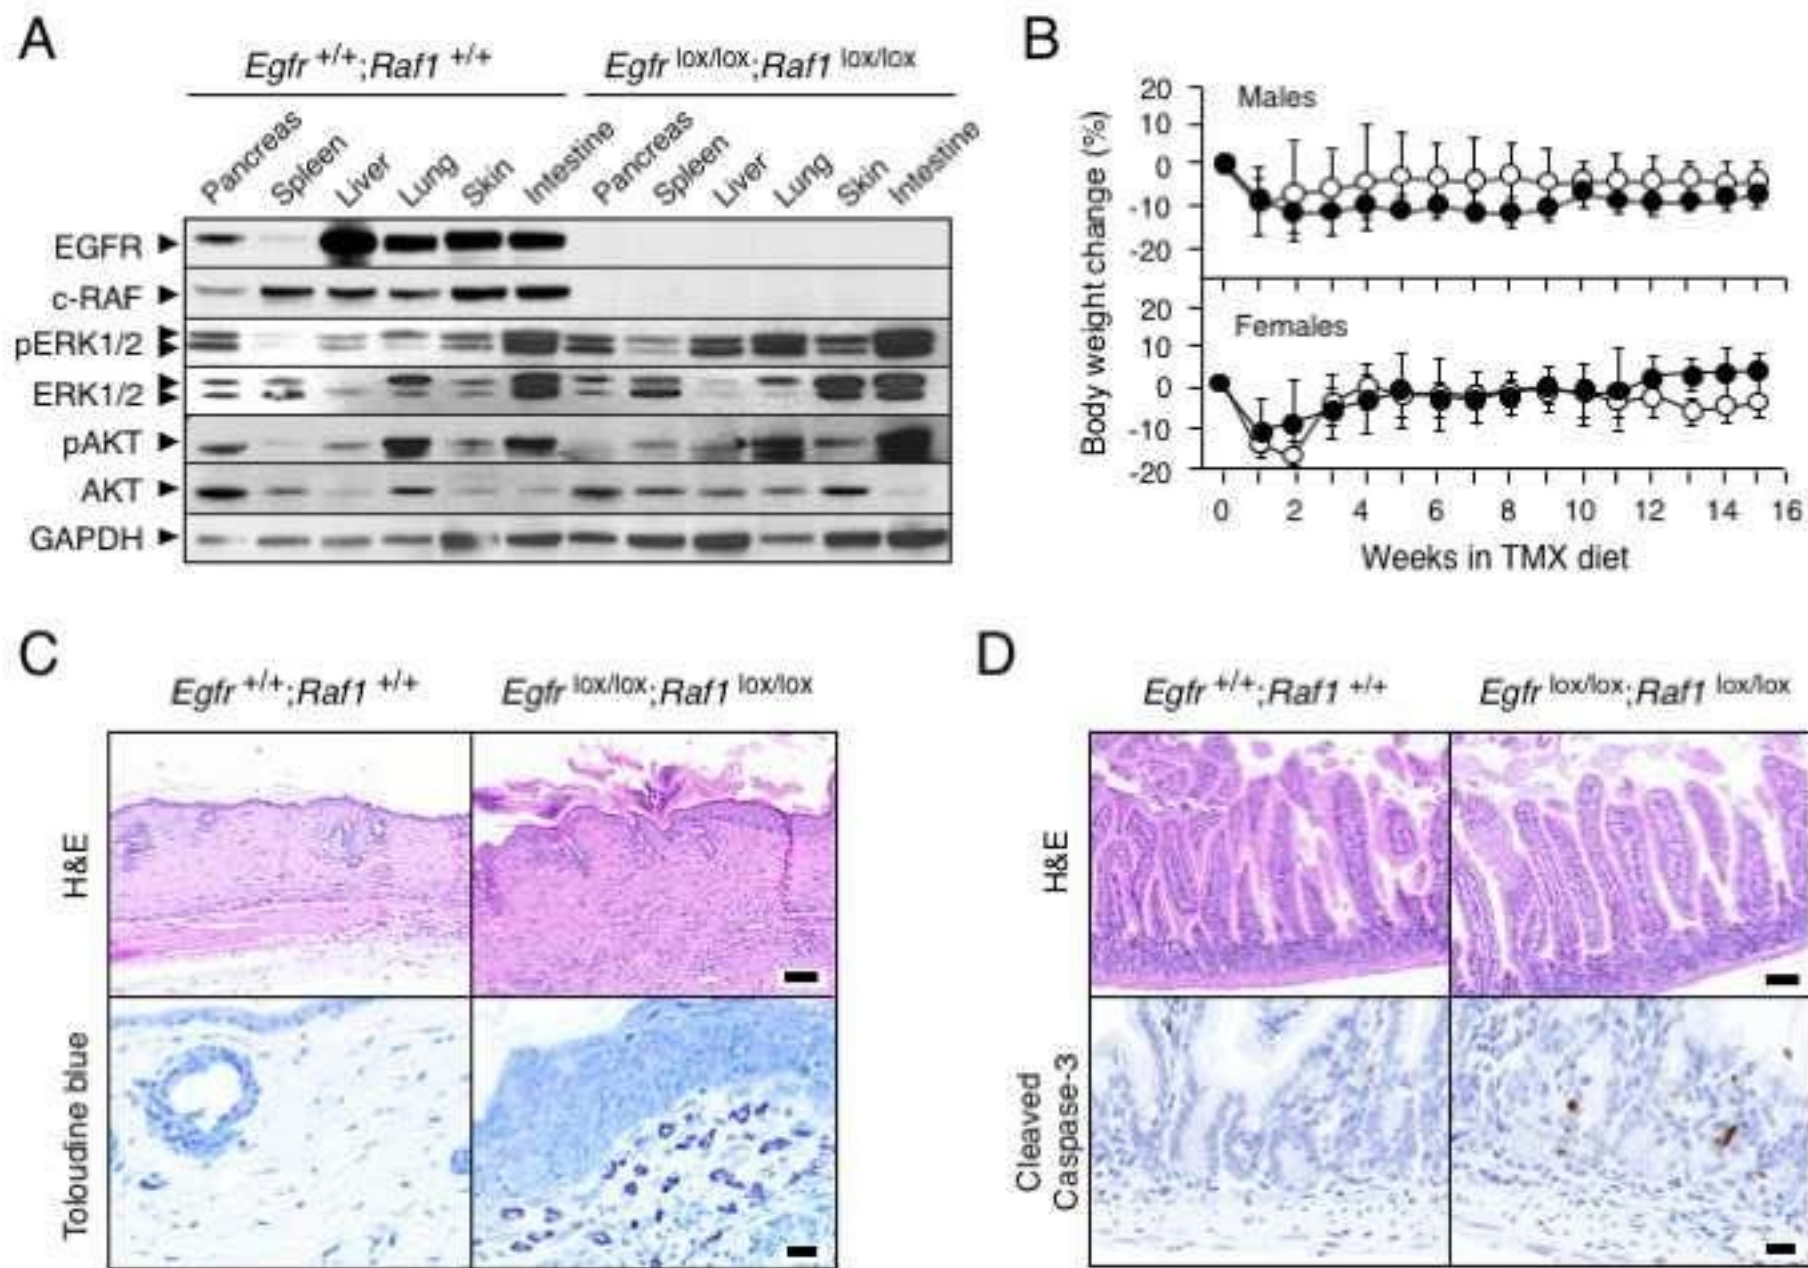 A
Egfr +/+;Raf1 +/+
Egfr lox/lox;Raf1 lox/lox
Pancreas
Spleen
Liver
Lung
Skin
Intestine
Pancreas
Spleen
Liver
Lung
Skin
Intestine
EGFR
c-RAF
pERK1/2
ERK1/2
pAKT
AKT
GAPDH
B
Body weight change (%)
20
10
0
-10
-20
Males
20
10
0
-10
-20
Females
0 2 4 6 8 10 12 14 16
Weeks in TMX diet
C
Egfr +/+;Raf1 +/+
Egfr lox/lox;Raf1 lox/lox
H&E
Toloudine blue
D
Egfr +/+;Raf1 +/+
Egfr lox/lox;Raf1 lox/lox
H&E
Cleaved
Caspase-3